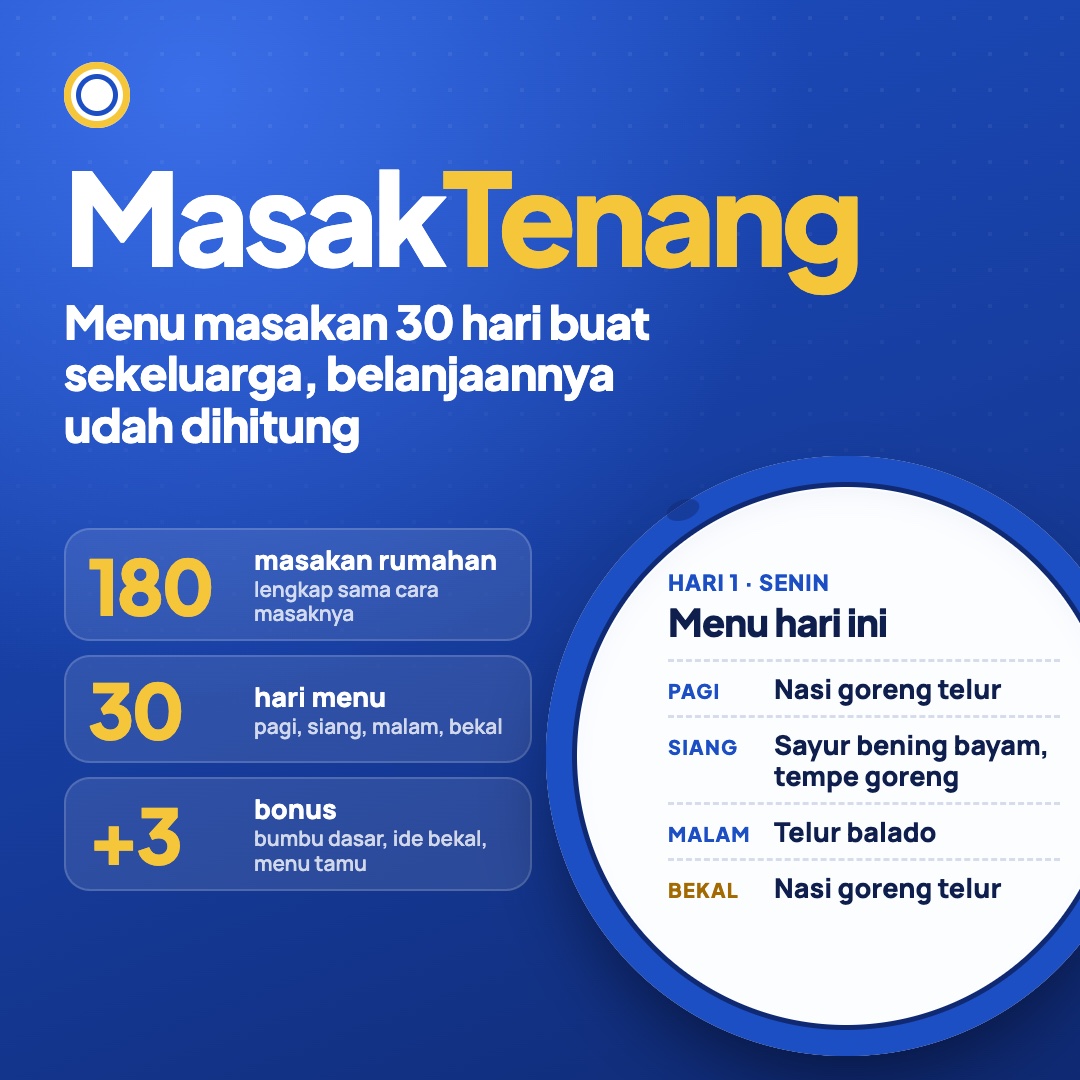 MasakTenang
Menu masakan 30 hari buat
sekeluarga, belanjaannya
udah dihitung
180
masakan rumahan
lengkap sama cara
masaknya
30
hari menu
pagi, siang, malam, bekal
+3
bonus
bumbu dasar, ide bekal,
menu tamu
HARI 1 · SENIN
Menu hari ini
PAGI Nasi goreng telur
SIANG Sayur bening bayam,
tempe goreng
MALAM Telur balado
BEKAL Nasi goreng telur